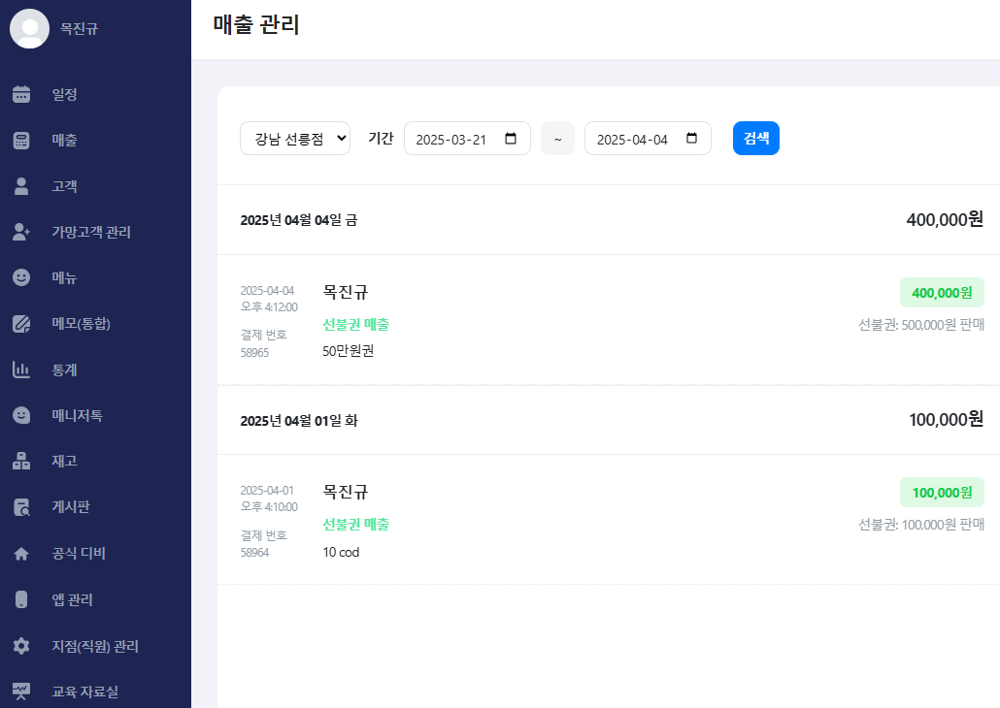 목진규
매출 관리
일정
매출
고객
가망고객 관리
메뉴
메모(통합)
통계
매니저톡
재고
게시판
공식 디비
앱 관리
지점(직원) 관리
교육 자료실
강남 선릉점 기간 2025-03-21 ~ 2025-04-04 검색
2025년 04월 04일 금 400,000원
2025-04-04
오후 4:12:00
결제 번호
58965
목진규
선불권 매출
50만원권
400,000원
선불권: 500,000원 판매
2025년 04월 01일 화 100,000원
2025-04-01
오후 4:10:00
결제 번호
58964
목진규
선불권 매출
10 cod
100,000원
선불권: 100,000원 판매